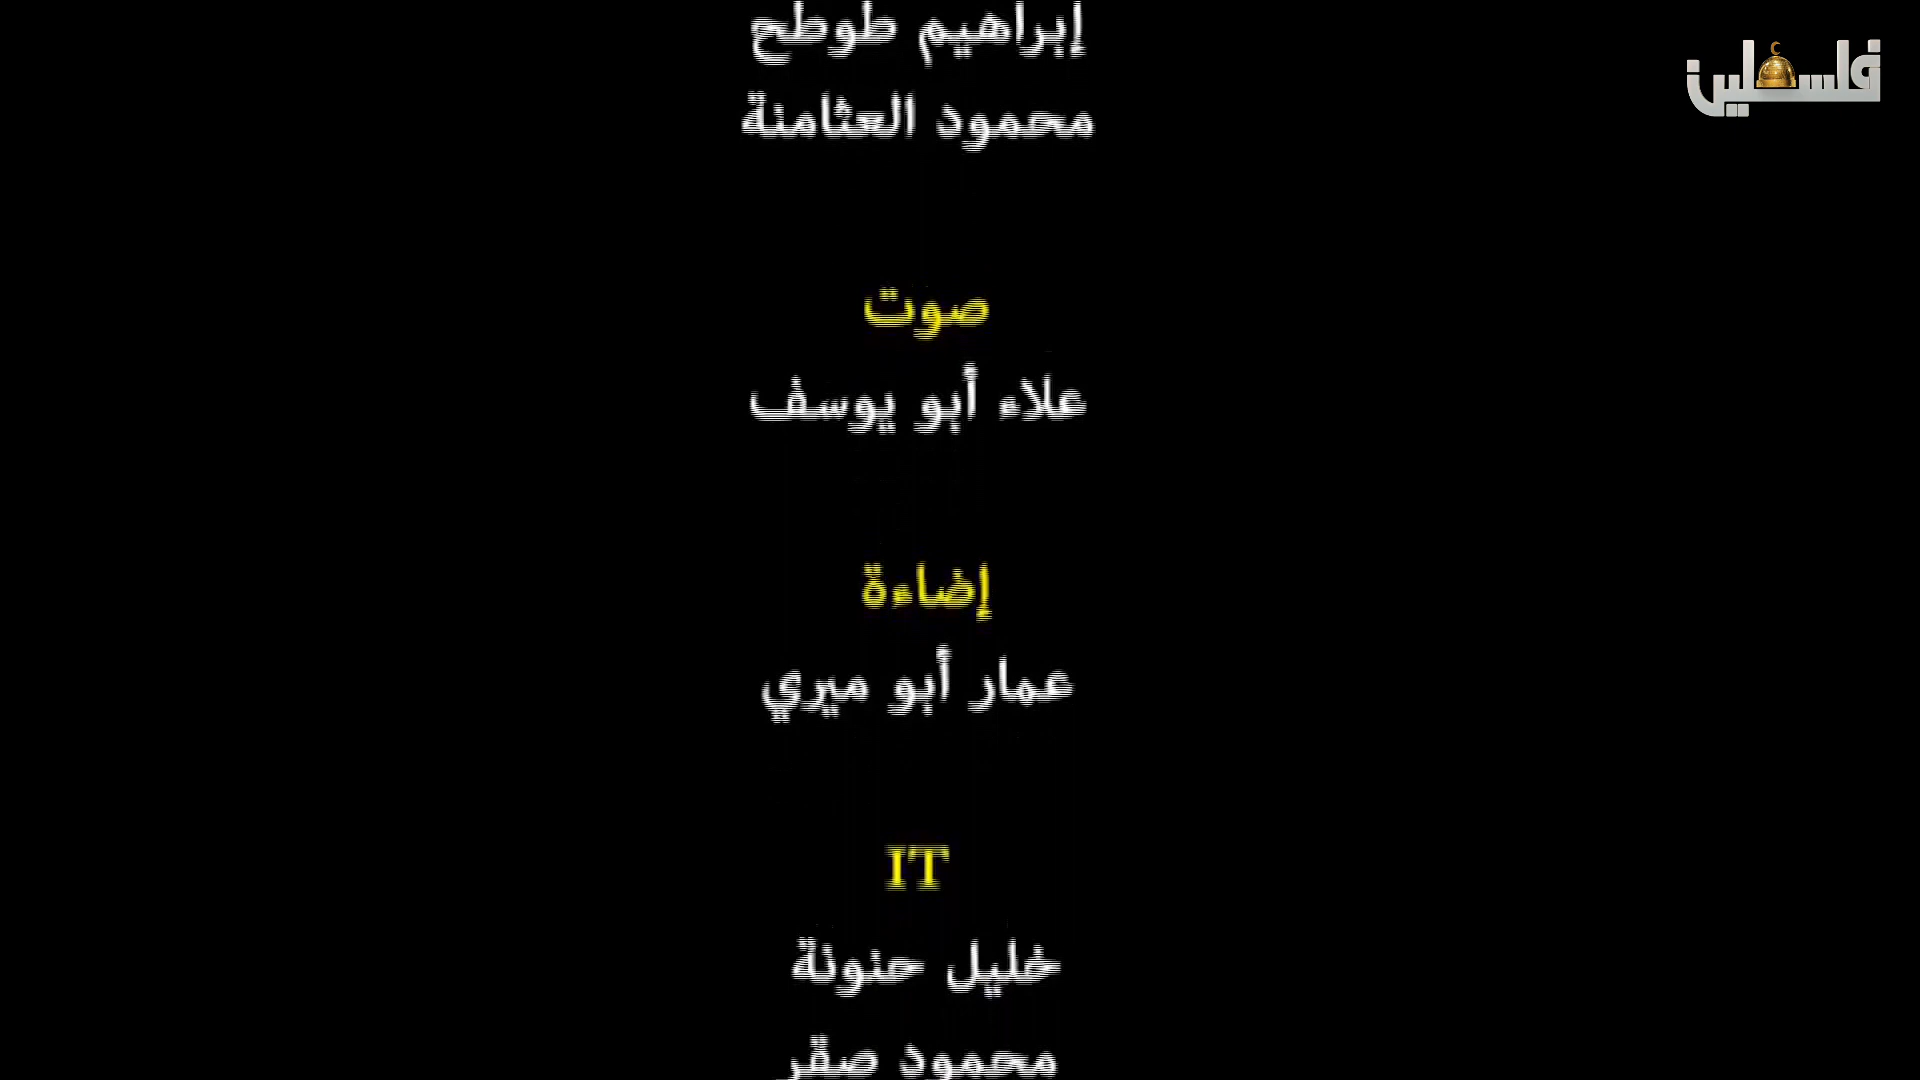 إبراهيم طوطح
فلسطين
محمود العثامنة
صوت
علاء أبو يوسف
إضاءة
عمار أبو ميري
IT
خليل حنونة
محمود صقر